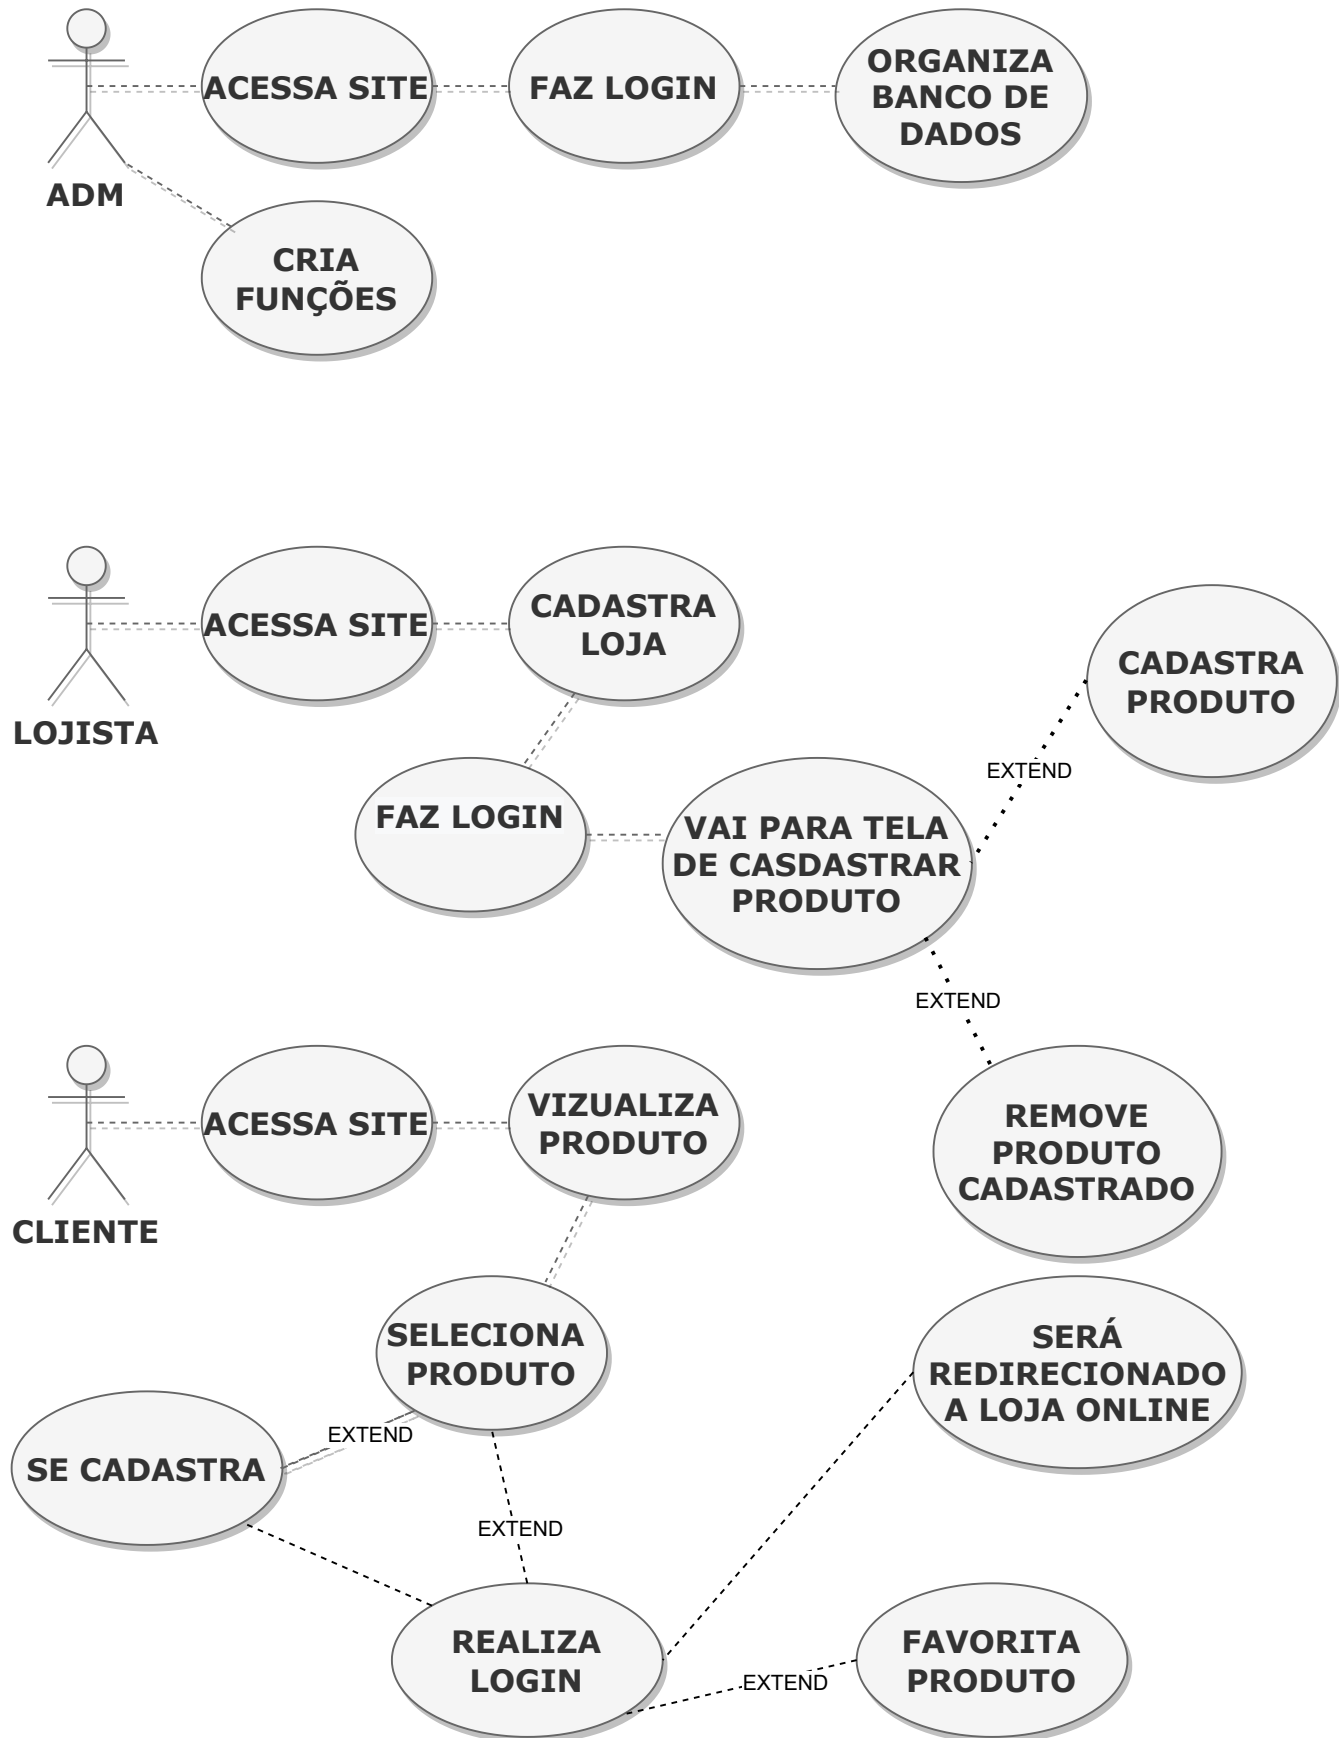 ACESSA SITE
FAZ LOGIN
ORGANIZA
BANCO DE
DADOS
ADM
CRIA
FUNÇÕES
ACESSA SITE
CADASTRA
LOJA
CADASTRA
PRODUTO
LOJISTA
EXTEND
FAZ LOGIN
VAI PARA TELA
DE CASDASTRAR
PRODUTO
EXTEND
ACESSA SITE
VIZUALIZA
PRODUTO
REMOVE
PRODUTO
CADASTRADO
CLIENTE
SELECIONA
PRODUTO
SERÁ
REDIRECIONADO
A LOJA ONLINE
EXTEND
SE CADASTRA
EXTEND
REALIZA
LOGIN
EXTEND
FAVORITA
PRODUTO